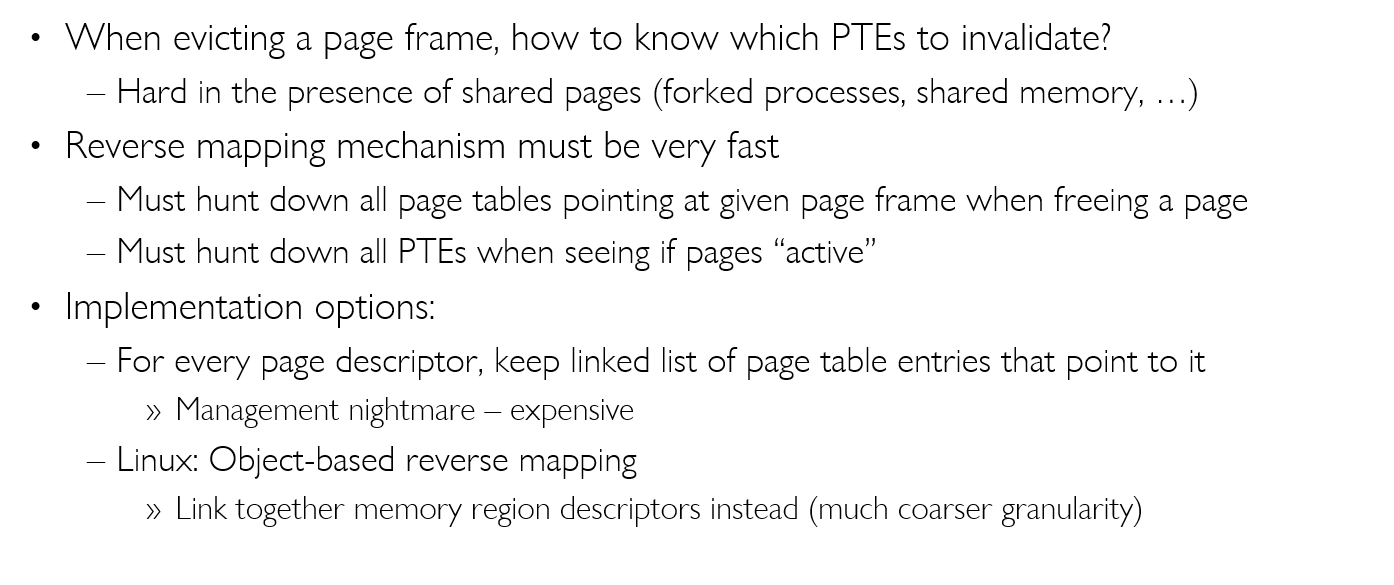 • When evicting a page frame, how to know which PTEs to invalidate?
– Hard in the presence of shared pages (forked processes, shared memory, …)
• Reverse mapping mechanism must be very fast
– Must hunt down all page tables pointing at given page frame when freeing a page
– Must hunt down all PTEs when seeing if pages “active”
• Implementation options:
– For every page descriptor, keep linked list of page table entries that point to it
» Management nightmare – expensive
– Linux: Object-based reverse mapping
» Link together memory region descriptors instead (much coarser granularity)